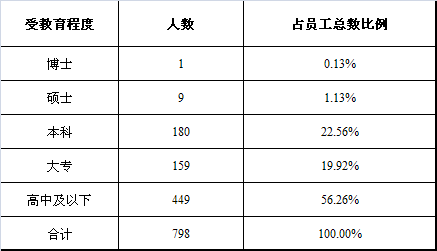 受教育程度 人数 占员工总数比例
博士 1 0.13%
硕士 9 1.13%
本科 180 22.56%
大专 159 19.92%
高中及以下 449 56.26%
合计 798 100.00%